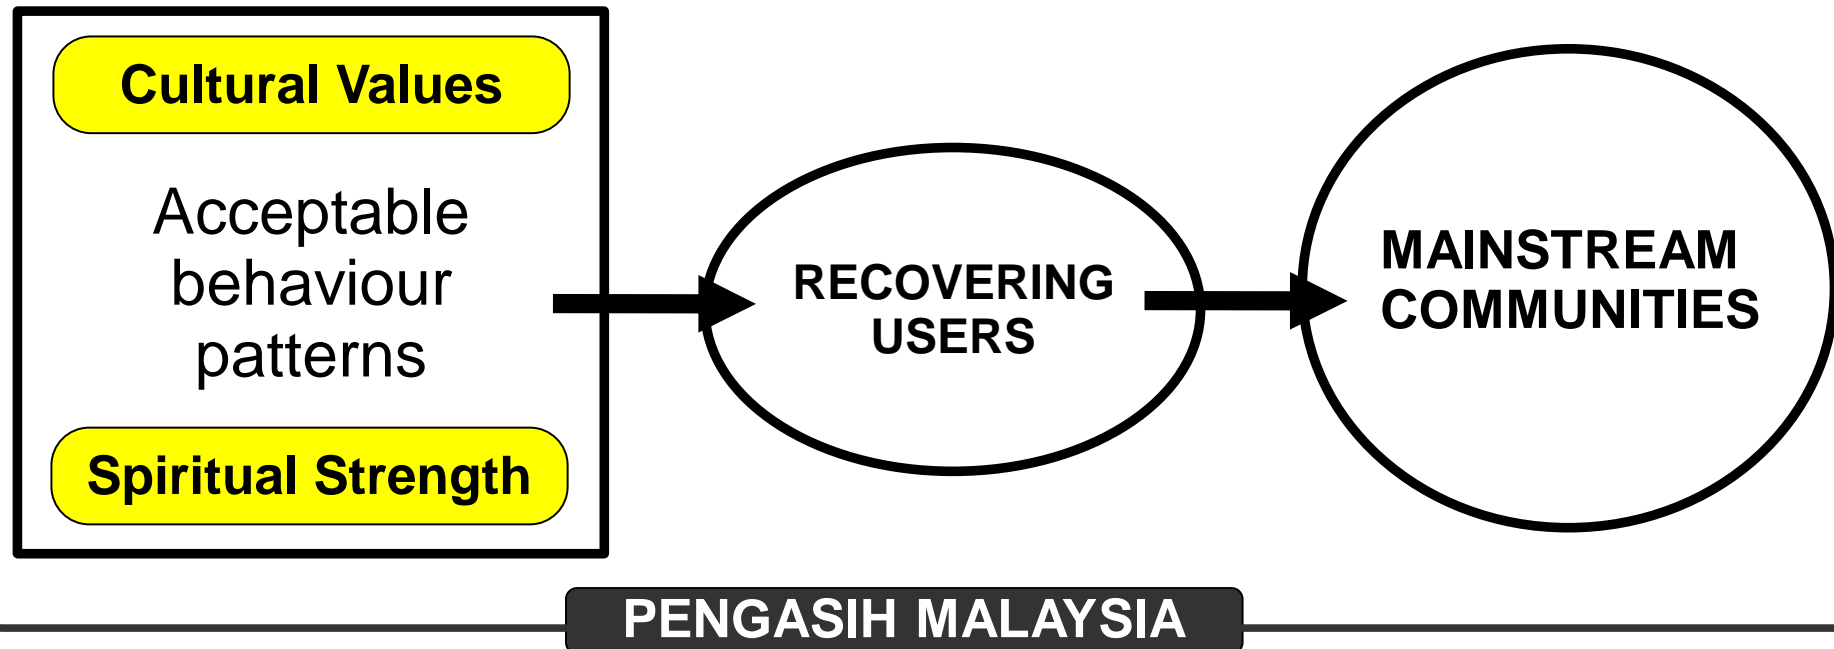 Cultural Values
Acceptable
behaviour
patterns
Spiritual Strength
RECOVERING
USERS
MAINSTREAM
COMMUNITIES
PENGASIH MALAYSIA